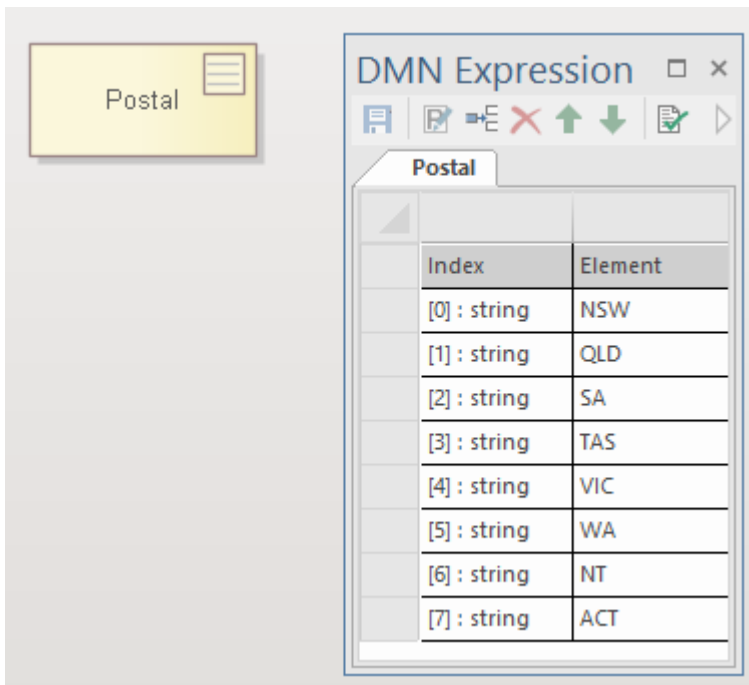 Postal
DMN Expression
Postal
Index Element
[0] : string NSW
[1] : string QLD
[2] : string SA
[3] : string TAS
[4] : string VIC
[5] : string WA
[6] : string NT
[7] : string ACT